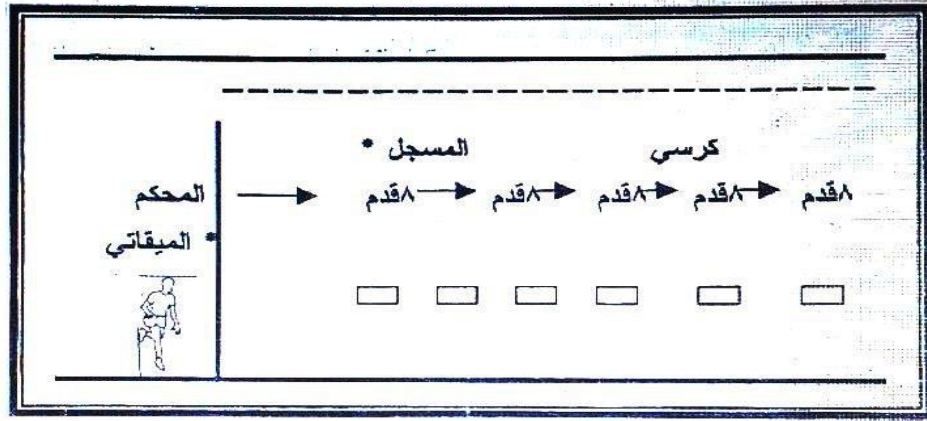 كرسي المسجل *
٨قدم ٨قدم ٨قدم ٨قدم ٨قدم المحكم
* الميقاتي